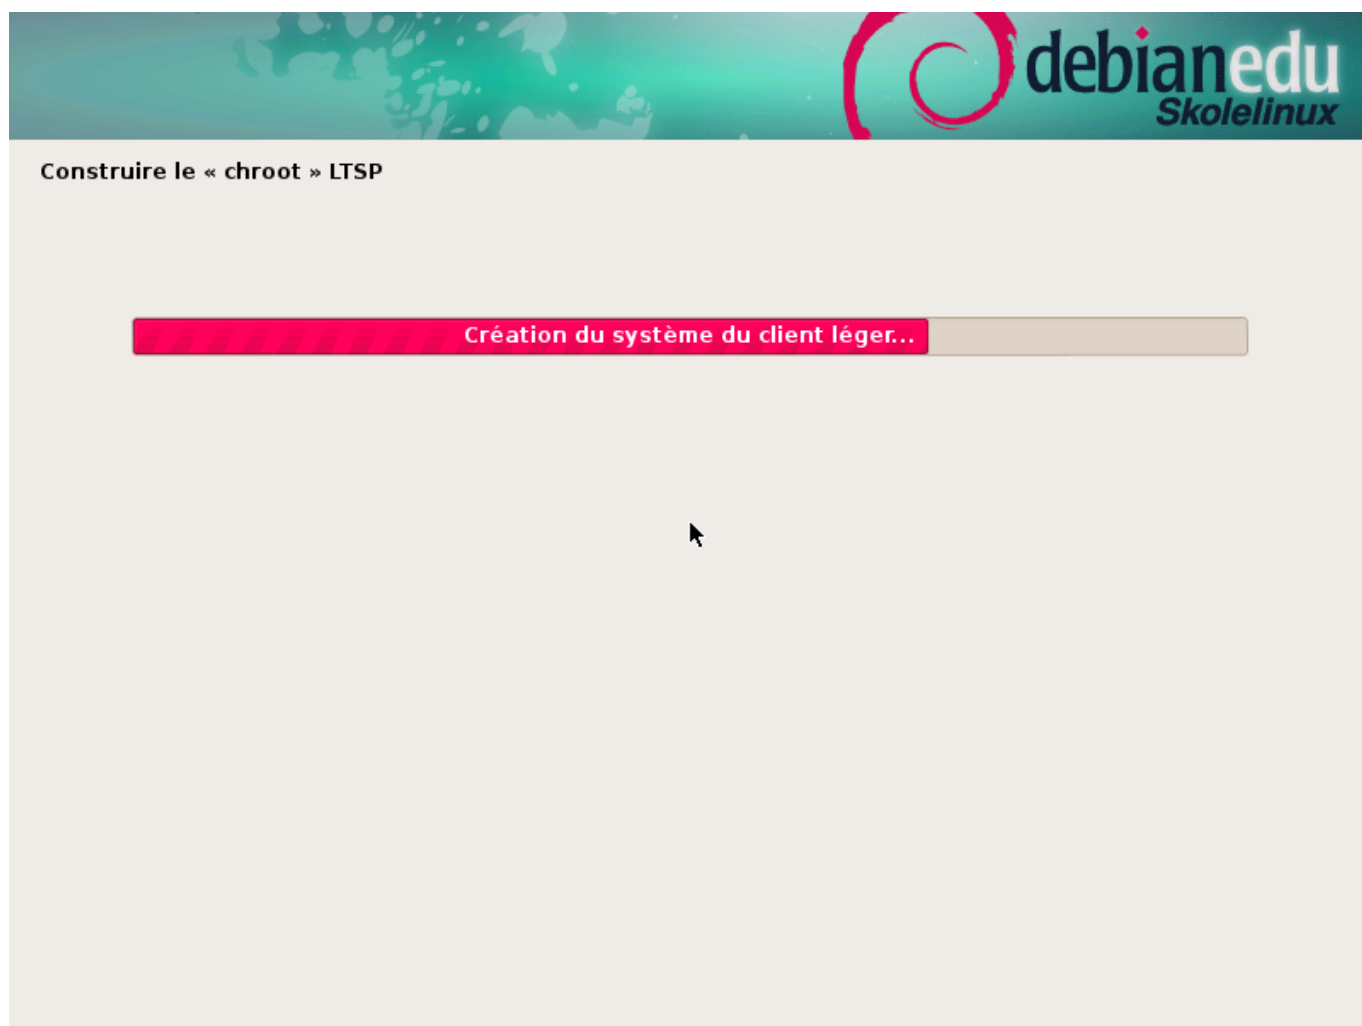 debianedu
Skolelinux
Construire le « chroot » LTSP
Création du système du client léger...